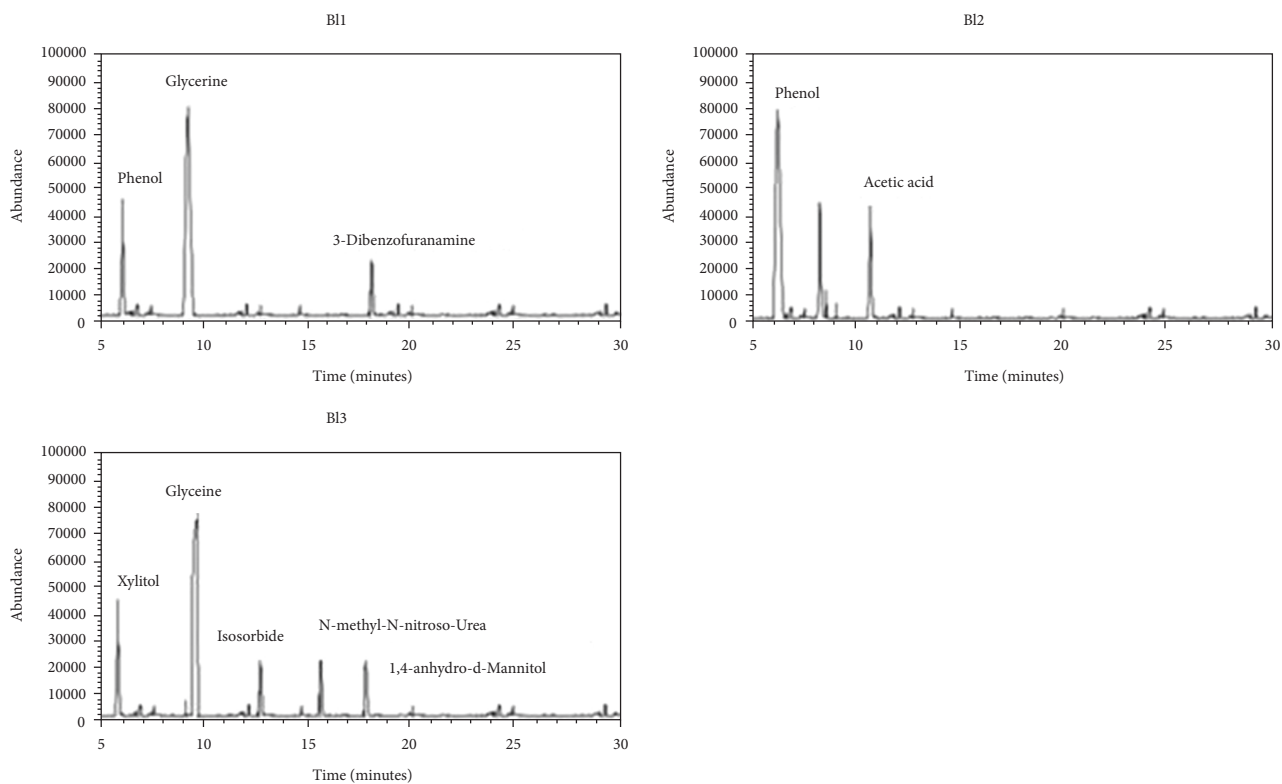 Bl1
100000
90000
80000
70000
60000
50000
40000
30000
20000
10000
0
Abundance
Glycerine
Phenol
3-Dibenzofuranamine
5 10 15 20 25 30
Time (minutes)
Bl2
100000
90000
80000
70000
60000
50000
40000
30000
20000
10000
0
Abundance
Phenol
Acetic acid
5 10 15 20 25 30
Time (minutes)
Bl3
100000
90000
80000
70000
60000
50000
40000
30000
20000
10000
0
Abundance
Glyceine
Xylitol
Isosorbide
N-methyl-N-nitroso-Urea
1,4-anhydro-d-Mannitol
5 10 15 20 25 30
Time (minutes)